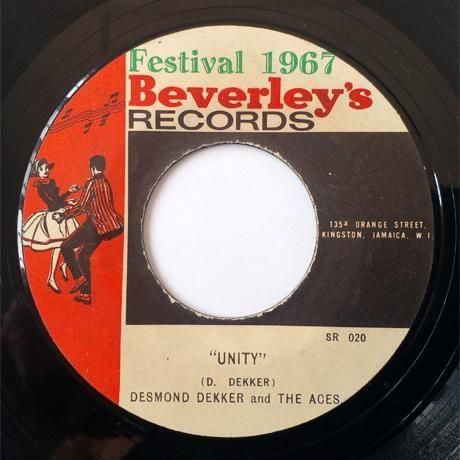 Festival 1967
Beverley's
RECORDS
135ª ORANGE STREET,
KINGSTON, JAMAICA, W I.
SR 020
"UNITY"
(D. DEKKER)
DESMOND DEKKER and THE ACES